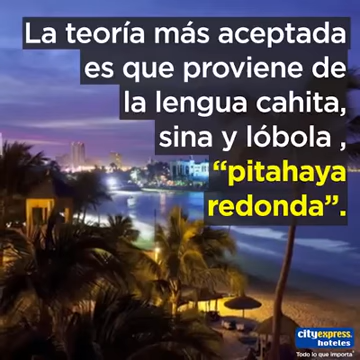 La teoría más aceptada
es que proviene de
la lengua cahita,
sina y lóbola ,
“pitahaya
redonda”.
cityexpress
hoteles
Todo lo que importa